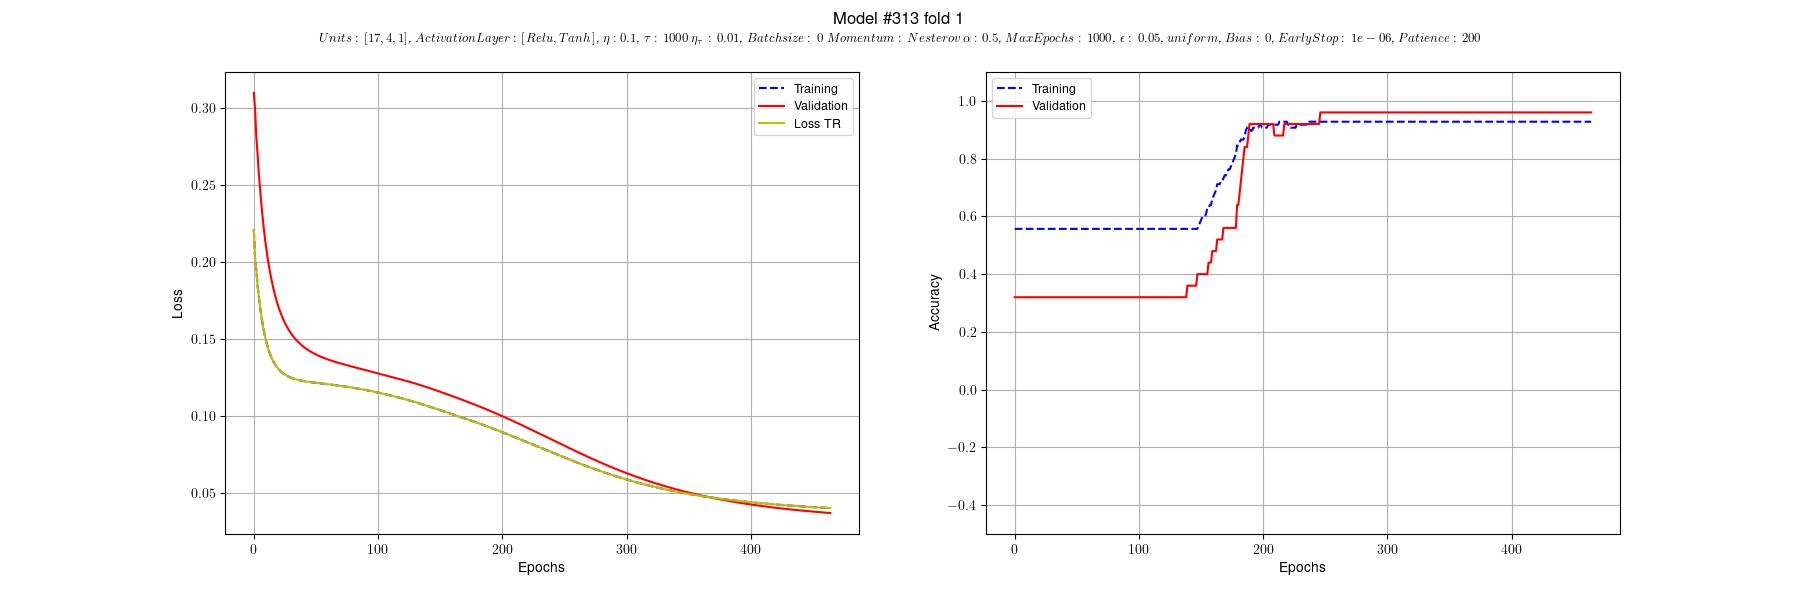 Model #313 fold 1
Units : [17, 4, 1], ActivationLayer : [Relu, Tanh], η : 0.1, τ : 1000 ητ : 0.01, Batchsize : 0 Momentum : Nesterov α : 0.5, MaxEpochs : 1000, ϵ : 0.05, uniform, Bias : 0, EarlyStop : 1e − 06, Patience : 200
Training
Validation
Loss TR
0.30
0.25
0.20
0.15
0.10
0.05
Loss
0 100 200 300 400
Epochs
Training
Validation
1.0
0.8
0.6
0.4
0.2
0.0
−0.2
−0.4
Accuracy
0 100 200 300 400
Epochs